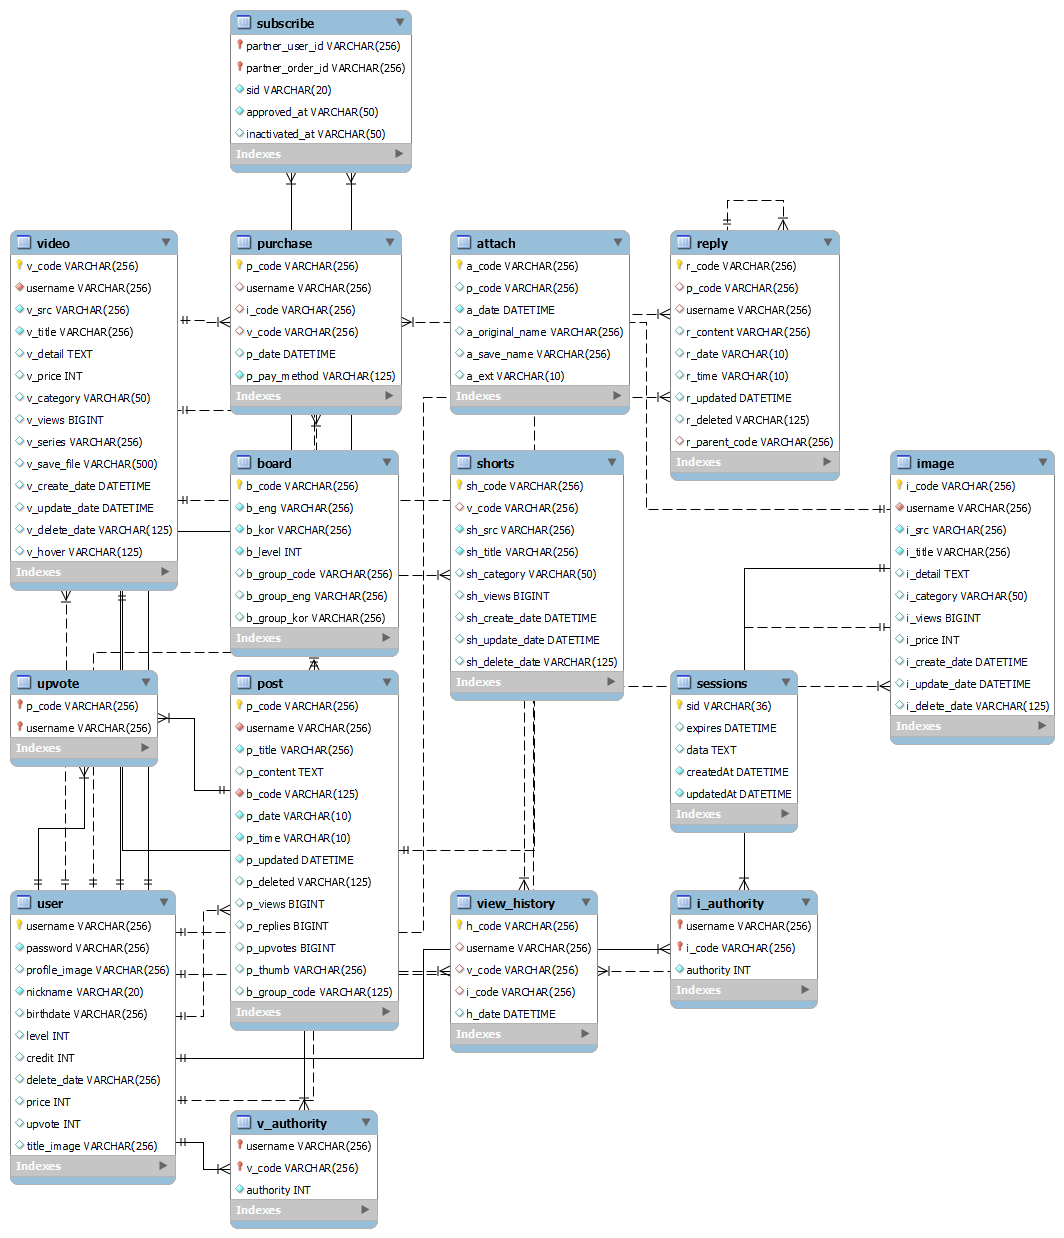 subscribe
partner_user_id VARCHAR(256)
partner_order_id VARCHAR(256)
sid VARCHAR(20)
approved_at VARCHAR(50)
inactivated_at VARCHAR(50)
Indexes
video
v_code VARCHAR(256)
username VARCHAR(256)
v_src VARCHAR(256)
v_title VARCHAR(256)
v_detail TEXT
v_price INT
v_category VARCHAR(50)
v_views BIGINT
v_series VARCHAR(256)
v_save_file VARCHAR(500)
v_create_date DATETIME
v_update_date DATETIME
v_delete_date VARCHAR(125)
v_hover VARCHAR(125)
Indexes
purchase
p_code VARCHAR(256)
username VARCHAR(256)
i_code VARCHAR(256)
v_code VARCHAR(256)
p_date DATETIME
p_pay_method VARCHAR(125)
Indexes
attach
a_code VARCHAR(256)
p_code VARCHAR(256)
a_date DATETIME
a_original_name VARCHAR(256)
a_save_name VARCHAR(256)
a_ext VARCHAR(10)
Indexes
reply
r_code VARCHAR(256)
p_code VARCHAR(256)
username VARCHAR(256)
r_content VARCHAR(256)
r_date VARCHAR(10)
r_time VARCHAR(10)
r_updated DATETIME
r_deleted VARCHAR(125)
r_parent_code VARCHAR(256)
Indexes
board
b_code VARCHAR(256)
b_eng VARCHAR(256)
b_kor VARCHAR(256)
b_level INT
b_group_code VARCHAR(256)
b_group_eng VARCHAR(256)
b_group_kor VARCHAR(256)
Indexes
shorts
sh_code VARCHAR(256)
v_code VARCHAR(256)
sh_src VARCHAR(256)
sh_title VARCHAR(256)
sh_category VARCHAR(50)
sh_views BIGINT
sh_create_date DATETIME
sh_update_date DATETIME
sh_delete_date VARCHAR(125)
Indexes
image
i_code VARCHAR(256)
username VARCHAR(256)
i_src VARCHAR(256)
i_title VARCHAR(256)
i_detail TEXT
i_category VARCHAR(50)
i_views BIGINT
i_price INT
i_create_date DATETIME
i_update_date DATETIME
i_delete_date VARCHAR(125)
Indexes
upvote
p_code VARCHAR(256)
username VARCHAR(256)
Indexes
post
p_code VARCHAR(256)
username VARCHAR(256)
p_title VARCHAR(256)
p_content TEXT
b_code VARCHAR(125)
p_date VARCHAR(10)
p_time VARCHAR(10)
p_updated DATETIME
p_deleted VARCHAR(125)
p_views BIGINT
p_replies BIGINT
p_upvotes BIGINT
p_thumb VARCHAR(256)
b_group_code VARCHAR(125)
Indexes
sessions
sid VARCHAR(36)
expires DATETIME
data TEXT
createdAt DATETIME
updatedAt DATETIME
Indexes
user
username VARCHAR(256)
password VARCHAR(256)
profile_image VARCHAR(256)
nickname VARCHAR(20)
birthdate VARCHAR(256)
level INT
credit INT
delete_date VARCHAR(256)
price INT
upvote INT
title_image VARCHAR(256)
Indexes
view_history
h_code VARCHAR(256)
username VARCHAR(256)
v_code VARCHAR(256)
i_code VARCHAR(256)
h_date DATETIME
Indexes
i_authority
username VARCHAR(256)
i_code VARCHAR(256)
authority INT
Indexes
v_authority
username VARCHAR(256)
v_code VARCHAR(256)
authority INT
Indexes